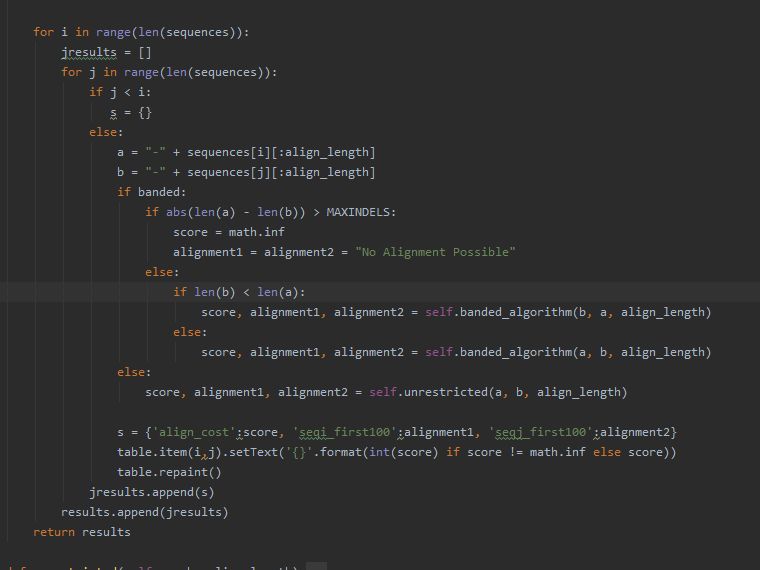 for i in range(len(sequences)):
jresults = []
for j in range(len(sequences)):
if j < i:
s = {}
else:
a = "-" + sequences[i][:align_length]
b = "-" + sequences[j][:align_length]
if banded:
if abs(len(a) - len(b)) > MAXINDELS:
score = math.inf
alignment1 = alignment2 = "No Alignment Possible"
else:
if len(b) < len(a):
score, alignment1, alignment2 = self.banded_algorithm(b, a, align_length)
else:
score, alignment1, alignment2 = self.banded_algorithm(a, b, align_length)
else:
score, alignment1, alignment2 = self.unrestricted(a, b, align_length)
s = {'align_cost':score, 'seqi_first100':alignment1, 'seqj_first100':alignment2}
table.item(i,j).setText('{}'.format(int(score) if score != math.inf else score))
table.repaint()
jresults.append(s)
results.append(jresults)
return results